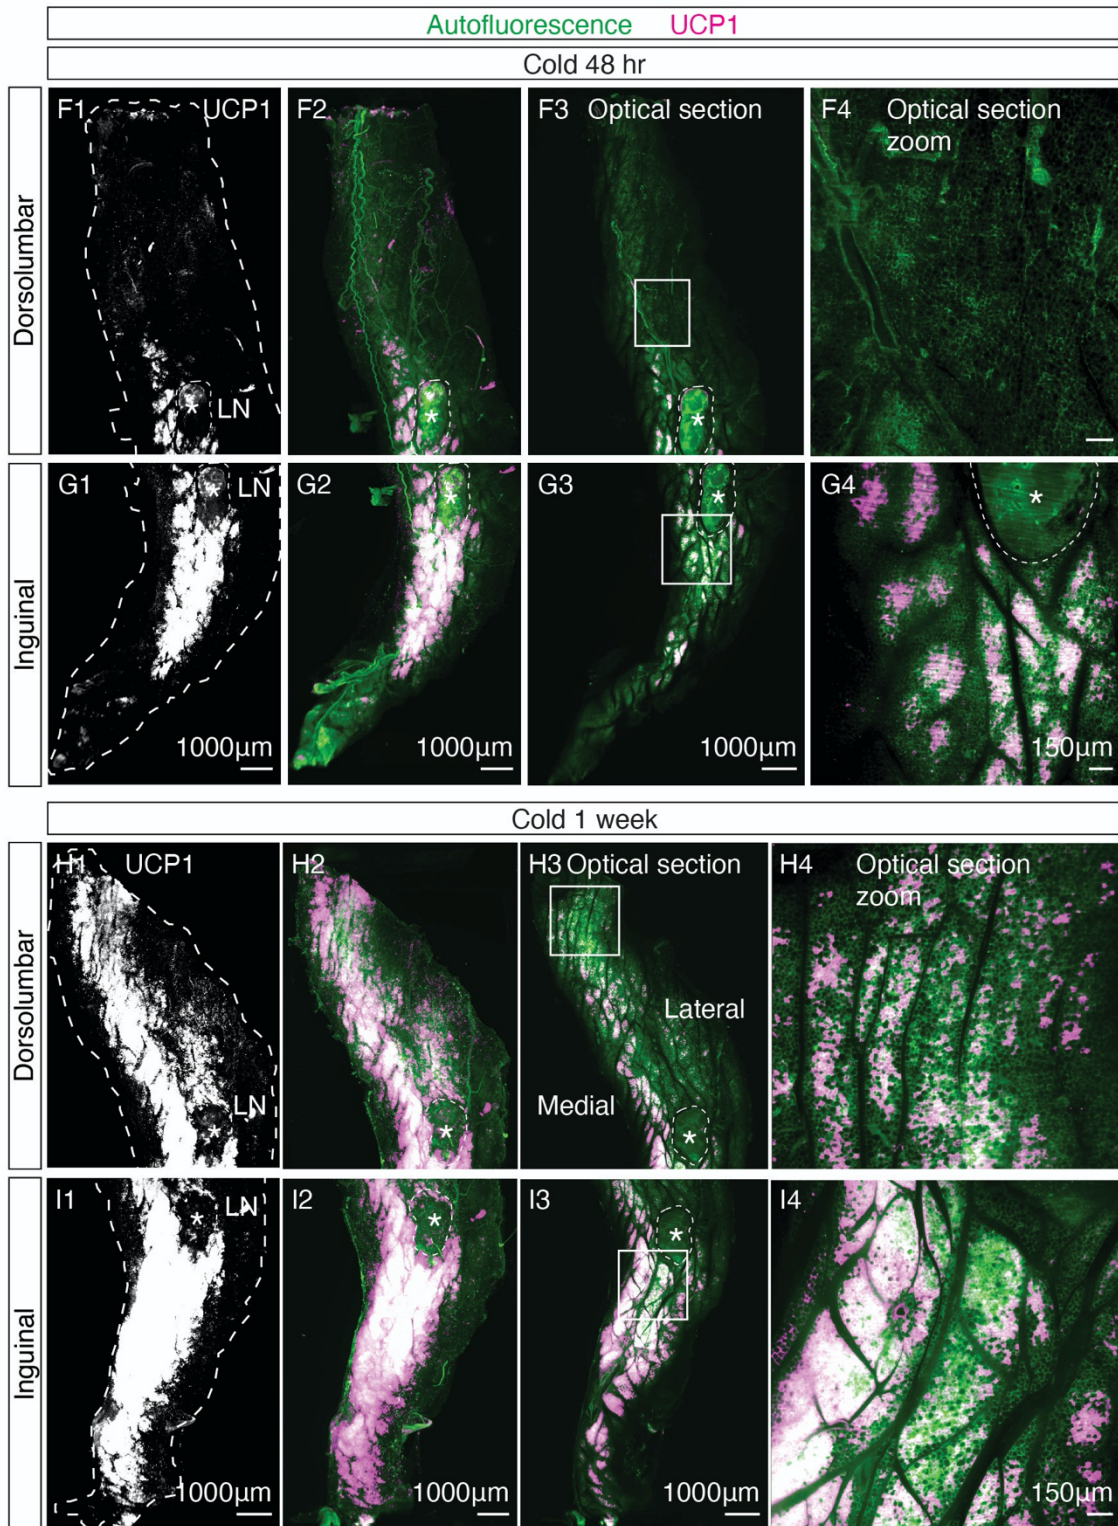 Autofluorescence UCP1
Cold 48 hr
Dorsolumbar
F1 UCP1
* LN
F2
*
F3 Optical section
*
F4 Optical section
zoom
Inguinal
G1 LN
*
1000µm
G2
*
1000µm
G3
*
1000µm
G4
*
150µm
Cold 1 week
Dorsolumbar
H1 UCP1
LN
*
H2
*
H3 Optical section
Lateral
Medial
*
H4 Optical section
zoom
Inguinal
I1 LN
*
1000µm
I2
*
1000µm
I3
*
1000µm
I4
150µm